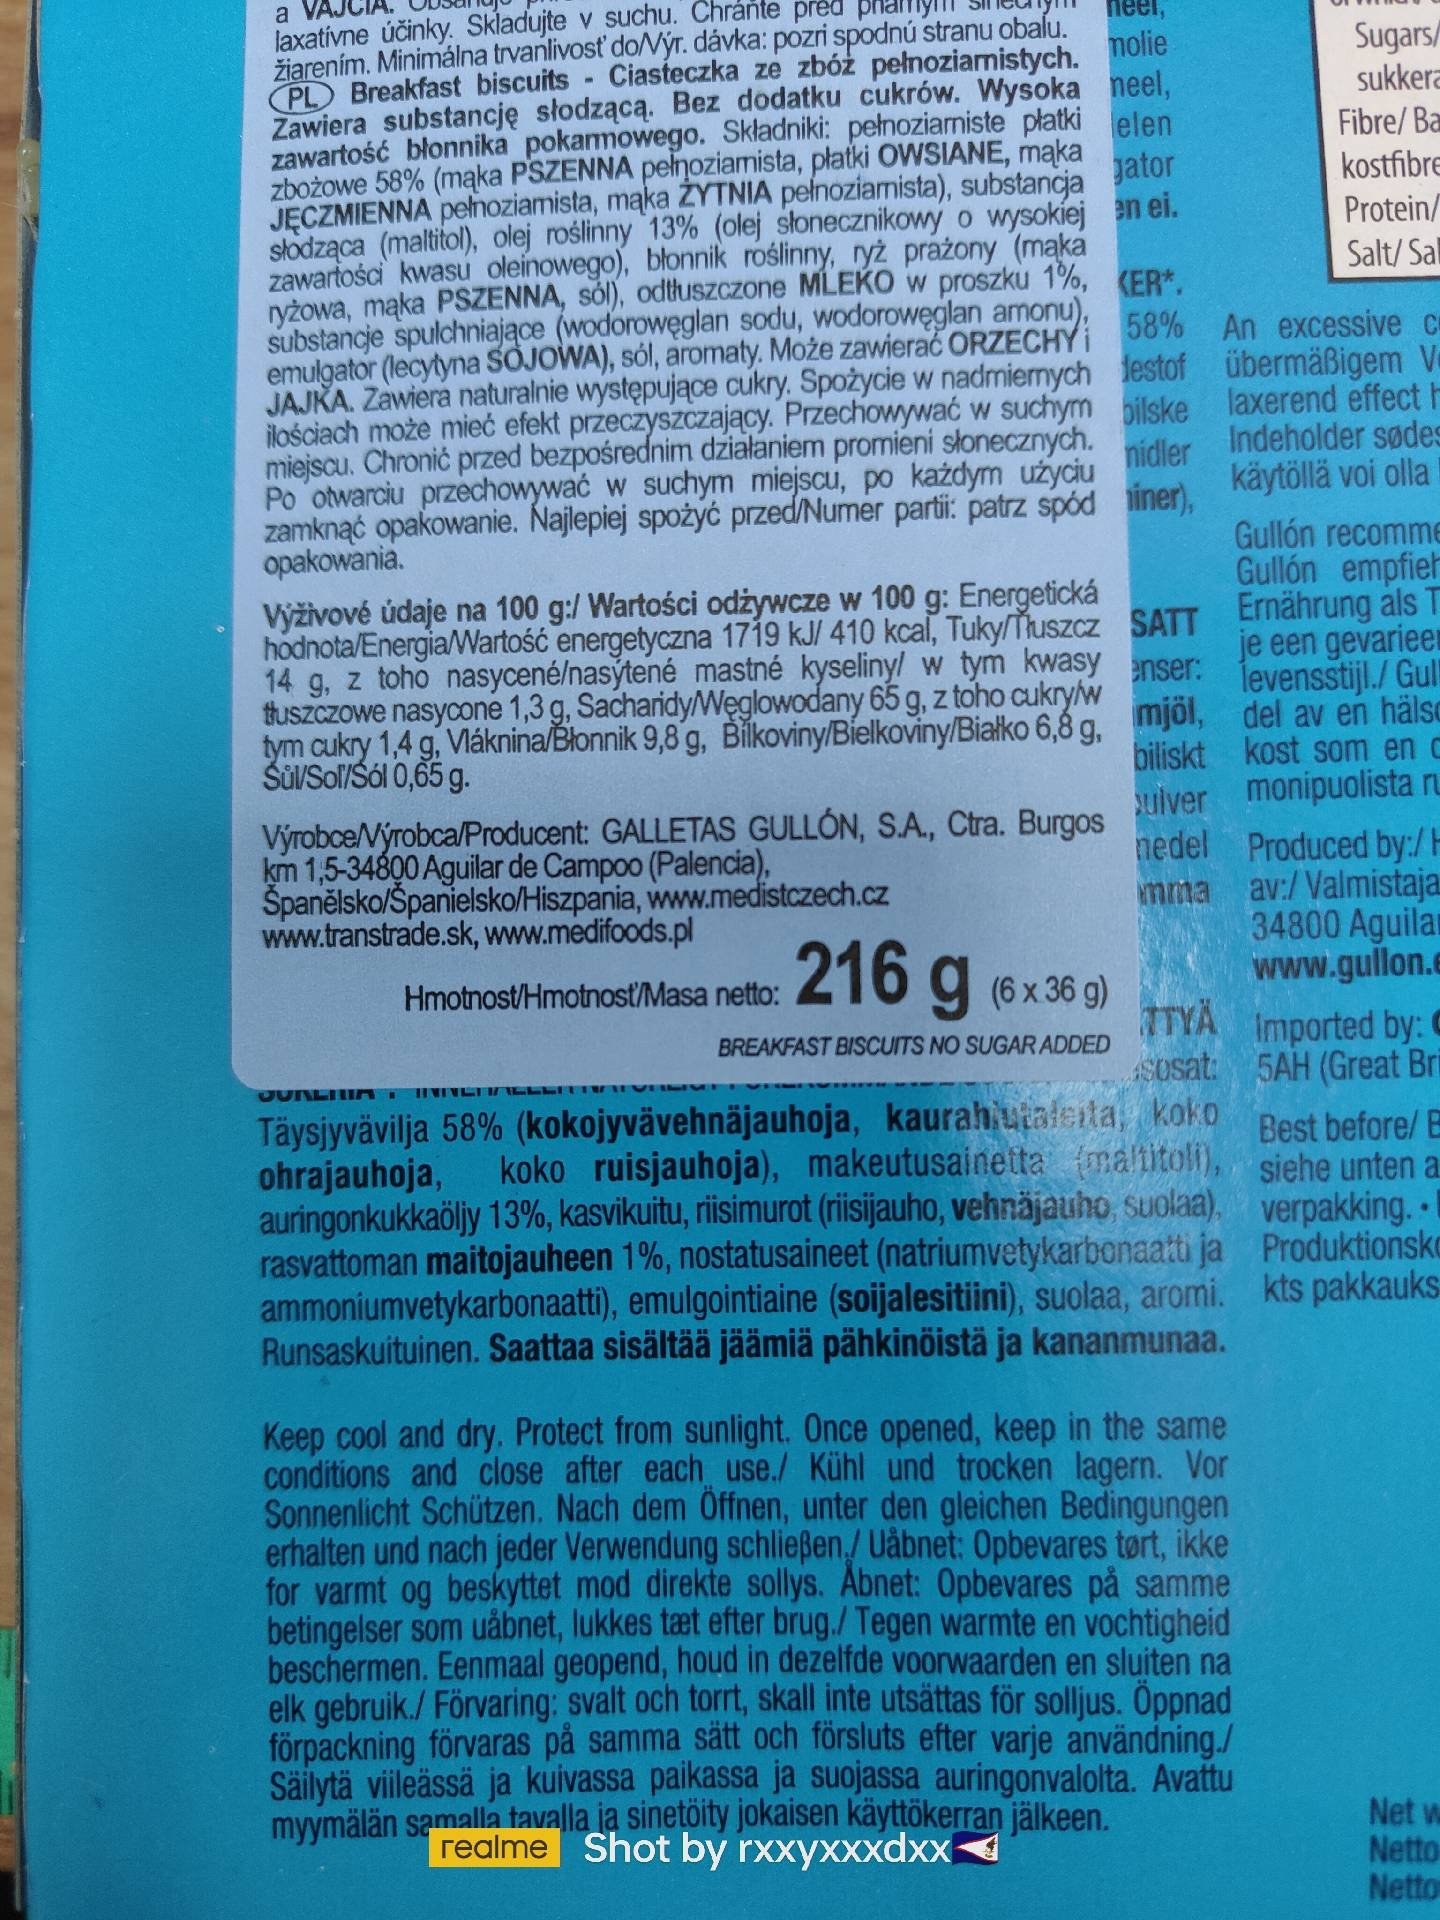 a VAJCIA.
laxatívne účinky. Skladujte v suchu. Chráňte pred priamym slnečným
žiarením. Minimálna trvanlivosť do/Výr. dávka: pozri spodnú stranu obalu.
PL Breakfast biscuits - Ciasteczka ze zbóż pełnoziarnistych.
Zawiera substancję słodzącą. Bez dodatku cukrów. Wysoka
zawartość błonnika pokarmowego. Składniki: pełnoziarniste płatki
zbożowe 58% (mąka PSZENNA pełnoziarnista, płatki OWSIANE, mąka
JĘCZMIENNA pełnoziarnista, mąka ŻYTNIA pełnoziarnista), substancja
słodząca (maltitol), olej roślinny 13% (olej słonecznikowy o wysokiej
zawartości kwasu oleinowego), błonnik roślinny, ryż prażony (mąka
ryżowa, mąka PSZENNA, sól), odtłuszczone MLEKO w proszku 1%,
substancje spulchniające (wodorowęglan sodu, wodorowęglan amonu),
emulgator (lecytyna SOJOWA), sól, aromaty. Może zawierać ORZECHY i
JAJKA. Zawiera naturalnie występujące cukry. Spożycie w nadmiernych
ilościach może mieć efekt przeczyszczający. Przechowywać w suchym
miejscu. Chronić przed bezpośrednim działaniem promieni słonecznych.
Po otwarciu przechowywać w suchym miejscu, po każdym użyciu
zamknąć opakowanie. Najlepiej spożyć przed/Numer partii: patrz spód
opakowania.
Výživové údaje na 100 g:/ Wartości odżywcze w 100 g: Energetická
hodnota/Energia/Wartość energetyczna 1719 kJ/ 410 kcal, Tuky/Tłuszcz
14 g, z toho nasycené/nasýtené mastné kyseliny/ w tym kwasy
tłuszczowe nasycone 1,3 g, Sacharidy/Węglowodany 65 g, z toho cukry/w
tym cukry 1,4 g, Vláknina/Błonnik 9,8 g, Bílkoviny/Bielkoviny/Białko 6,8 g,
Sůl/Soľ/Sól 0,65 g.
Výrobce/Výrobca/Producent: GALLETAS GULLÓN, S.A., Ctra. Burgos
km 1,5-34800 Aguilar de Campoo (Palencia),
Španělsko/Španielsko/Hiszpania, www.medistczech.cz
www.transtrade.sk, www.medifoods.pl
Hmotnost/Hmotnosť/Masa netto: 216 g (6 x 36 g)
BREAKFAST BISCUITS NO SUGAR ADDED
Täysjyvävilja 58% (kokojyvävehnäjauhoja, kaurahiutaleita, koko
ohrajauhoja, koko ruisjauhoja), makeutusainetta (maltitoli),
auringonkukkaöljy 13%, kasvikuitu, riisimurot (riisijauho, vehnäjauho, suolaa),
rasvattoman maitojauheen 1%, nostatusaineet (natriumvetykarbonaatti ja
ammoniumvetykarbonaatti), emulgointiaine (soijalesitiini), suolaa, aromi.
Runsaskuituinen. Saattaa sisältää jäämiä pähkinöistä ja kananmunaa.
Keep cool and dry. Protect from sunlight. Once opened, keep in the same
conditions and close after each use./ Kühl und trocken lagern. Vor
Sonnenlicht Schützen. Nach dem Öffnen, unter den gleichen Bedingungen
erhalten und nach jeder Verwendung schließen./ Uåbnet: Opbevares tørt, ikke
for varmt og beskyttet mod direkte sollys. Åbnet: Opbevares på samme
betingelser som uåbnet, lukkes tæt efter brug./ Tegen warmte en vochtigheid
beschermen. Eenmaal geopend, houd in dezelfde voorwaarden en sluiten na
elk gebruik./ Förvaring: svalt och torrt, skall inte utsättas för solljus. Öppnad
förpackning förvaras på samma sätt och försluts efter varje användning./
Säilytä viileässä ja kuivassa paikassa ja suojassa auringonvalolta. Avattu
myymälän samalla tavalla ja sinetöity jokaisen käyttökerran jälkeen.
molie
meel,
elen
gator
en ei.
KER*.
58%
destof
pilske
midler
SATT
enser:
mjöl,
biliskt
pulver
medel
TTYÄ
Sugars/
Fibre/ Ba
kostfibre
Protein/
Salt/ Sal
An excessive
übermäßigem
laxerend effect
Indeholder
käytöllä voi olla
Gullón
Gullón
Ernährung als
je een
levensstijl./
del av en
kost som en
monipuolista
Produced by:/
av:/ Valmistaja
34800
www.gullon.
Imported by:
5AH (Great
Best before/
siehe unten
verpakking. •
kts
Net
Netto
Netto
realme Shot by rxxyxxxdxx